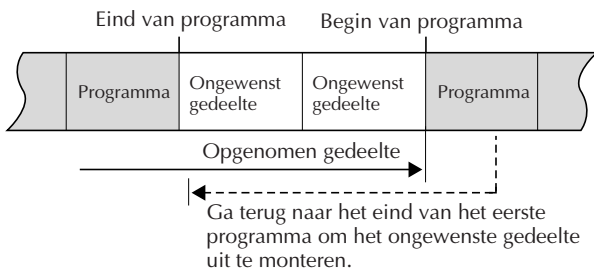 Eind van programma
Begin van programma
Programma
Ongewenst
gedeelte
Ongewenst
gedeelte
Programma
Opgenomen gedeelte
Ga terug naar het eind van het eerste
programma om het ongewenste gedeelte
uit te monteren.